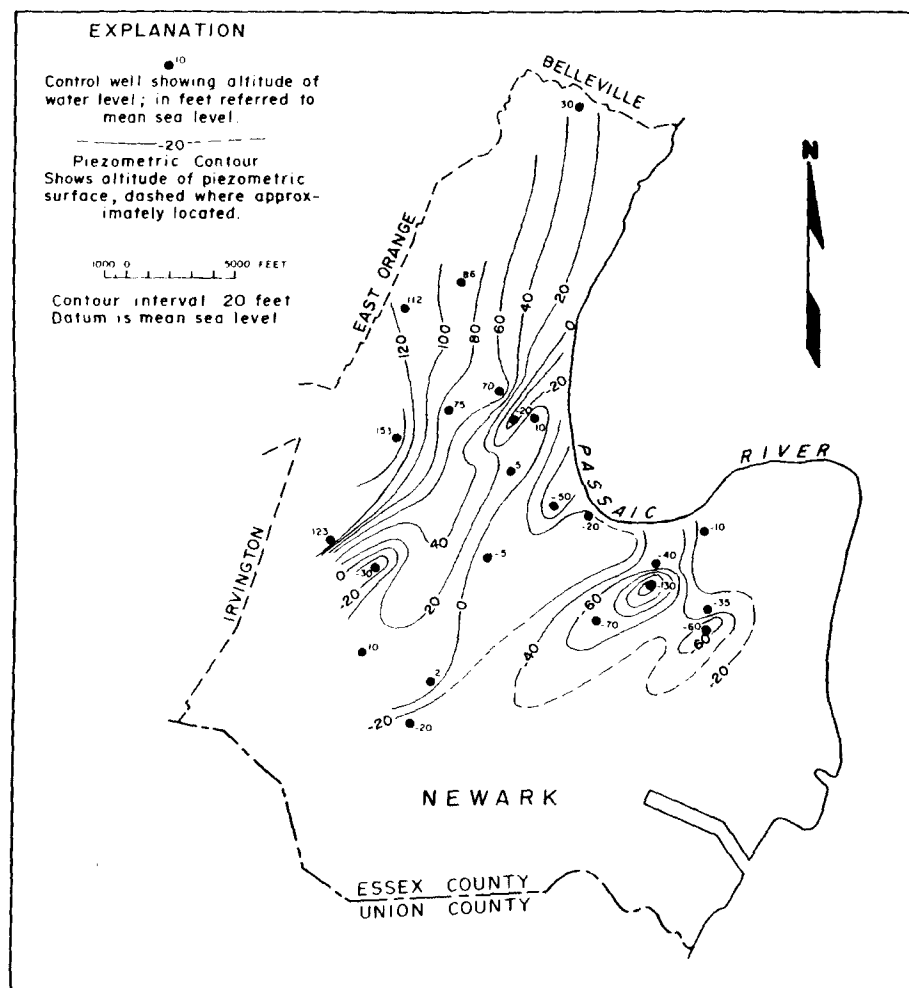 EXPLANATION
10
Control well showing altitude of
water level; in feet referred to
mean sea level.
-20
Piezometric Contour
Shows altitude of piezometric
surface, dashed where approx-
imately located.
1000 0 5000 FEET
Contour interval 20 feet
Datum is mean sea level
BELLEVILLE
30
N
EAST ORANGE
86
112
120
100
80
60
40
20
0
-20
70
75
-20
10
153
5
PASSAIC
RIVER
-50
-20
-10
123
40
-5
-40
0
-30
-20
20
0
-130
-60
-70
-35
-60
-60
-40
-20
IRVINGTON
10
2
-20
-20
NEWARK
ESSEX COUNTY
UNION COUNTY